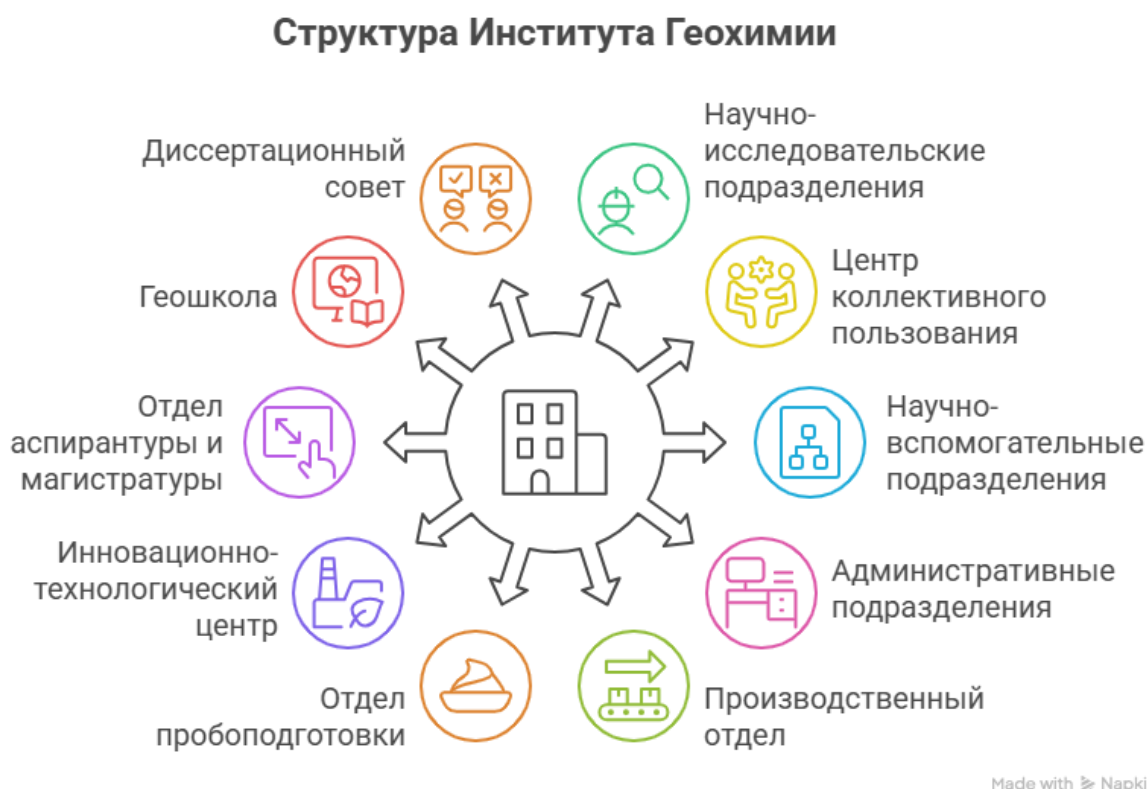 Структура Института Геохимии
Научно-
исследовательские
подразделения
Центр
коллективного
пользования
Научно-
вспомогательные
подразделения
Административные
подразделения
Производственный
отдел
Отдел
пробоподготовки
Инновационно-
технологический
центр
Отдел
аспирантуры и
магистратуры
Геошкола
Диссертационный
совет
Made with Napki